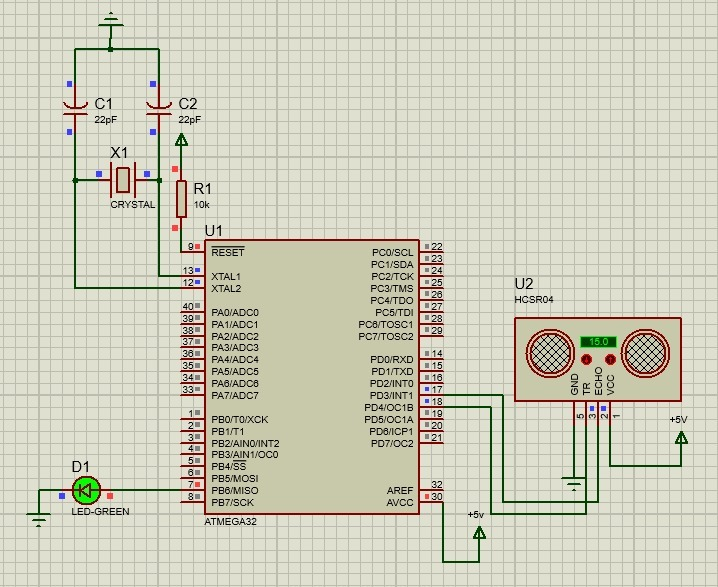 C1
22pF
C2
22pF
X1
CRYSTAL
R1
10k
U1
9
RESET
13
XTAL1
12
XTAL2
40
PA0/ADC0
39
PA1/ADC1
38
PA2/ADC2
37
PA3/ADC3
36
PA4/ADC4
35
PA5/ADC5
34
PA6/ADC6
33
PA7/ADC7
1
PB0/T0/XCK
2
PB1/T1
3
PB2/AIN0/INT2
4
PB3/AIN1/OC0
5
PB4/SS
6
PB5/MOSI
7
PB6/MISO
8
PB7/SCK
PC0/SCL
22
PC1/SDA
23
PC2/TCK
24
PC3/TMS
25
PC4/TDO
26
PC5/TDI
27
PC6/TOSC1
28
PC7/TOSC2
29
PD0/RXD
14
PD1/TXD
15
PD2/INT0
16
PD3/INT1
17
PD4/OC1B
18
PD5/OC1A
19
PD6/ICP1
20
PD7/OC2
21
AREF
32
AVCC
30
ATMEGA32
D1
LED-GREEN
U2
HCSR04
15.0
GND
TR
ECHO
VCC
5
3
2
1
+5V
+5v